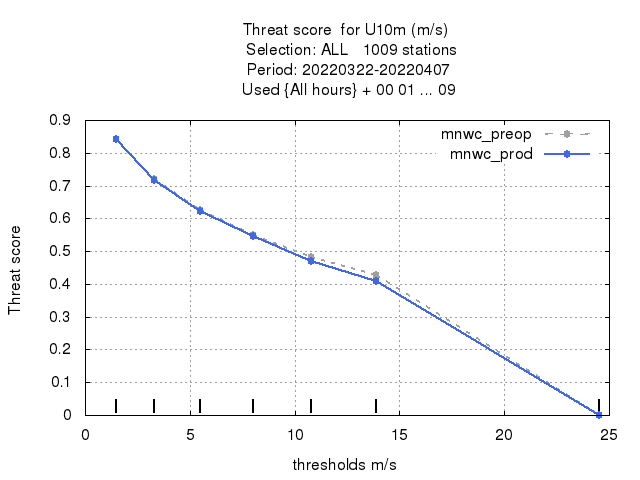 Threat score  for U10m (m/s)
Selection: ALL   1009 stations
Period: 20220322-20220407
Used {All hours} + 00 01 ... 09
mnwc_preop
mnwc_prod
Threat score
0.9
0.8
0.7
0.6
0.5
0.4
0.3
0.2
0.1
0
0 5 10 15 20 25
thresholds m/s